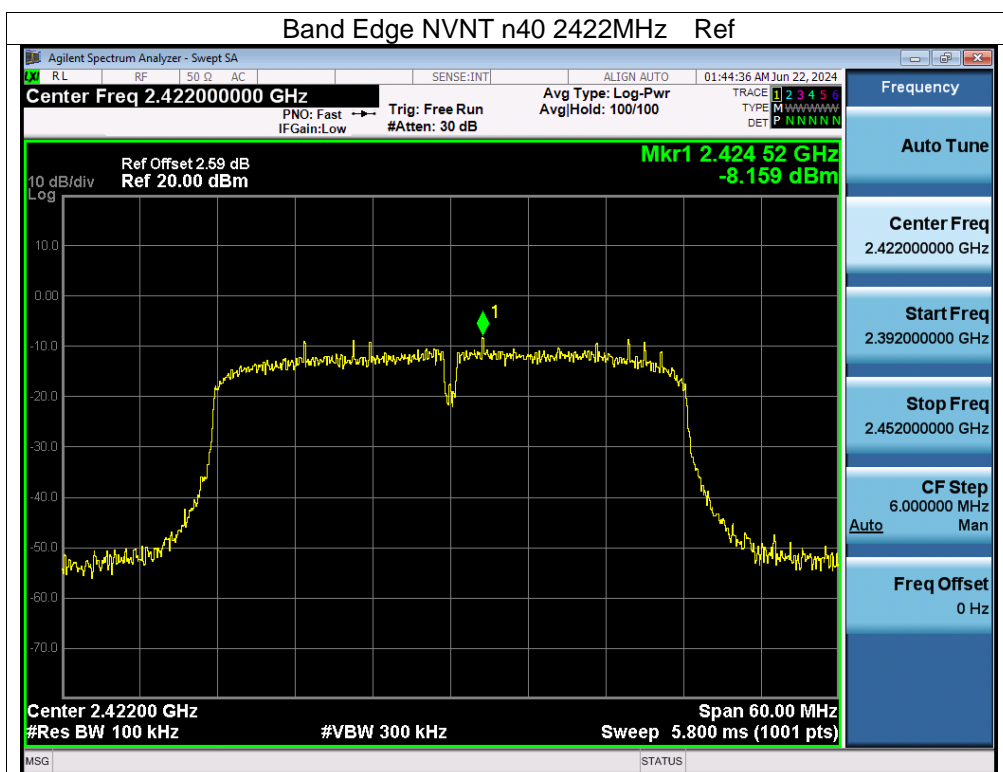 Band Edge NVNT n40 2422MHz Ref
Agilent Spectrum Analyzer - Swept SA
LXI RL RF 50 Ω AC SENSE:INT ALIGN AUTO 01:44:36 AM Jun 22, 2024
Center Freq 2.422000000 GHz
PNO: Fast
IFGain:Low
Trig: Free Run
#Atten: 30 dB
Avg Type: Log-Pwr
Avg|Hold: 100/100
TRACE 1 2 3 4 5 6
TYPE M WWWWW
DET P N N N N N
Ref Offset 2.59 dB
Ref 20.00 dBm
10 dB/div
Log
Mkr1 2.424 52 GHz
-8.159 dBm
10.0
0.00
-10.0
-20.0
-30.0
-40.0
-50.0
-60.0
-70.0
1
Center 2.42200 GHz
Span 60.00 MHz
#Res BW 100 kHz
#VBW 300 kHz
Sweep 5.800 ms (1001 pts)
MSG
STATUS
Frequency
Auto Tune
Center Freq
2.422000000 GHz
Start Freq
2.392000000 GHz
Stop Freq
2.452000000 GHz
CF Step
6.000000 MHz
Auto Man
Freq Offset
0 Hz